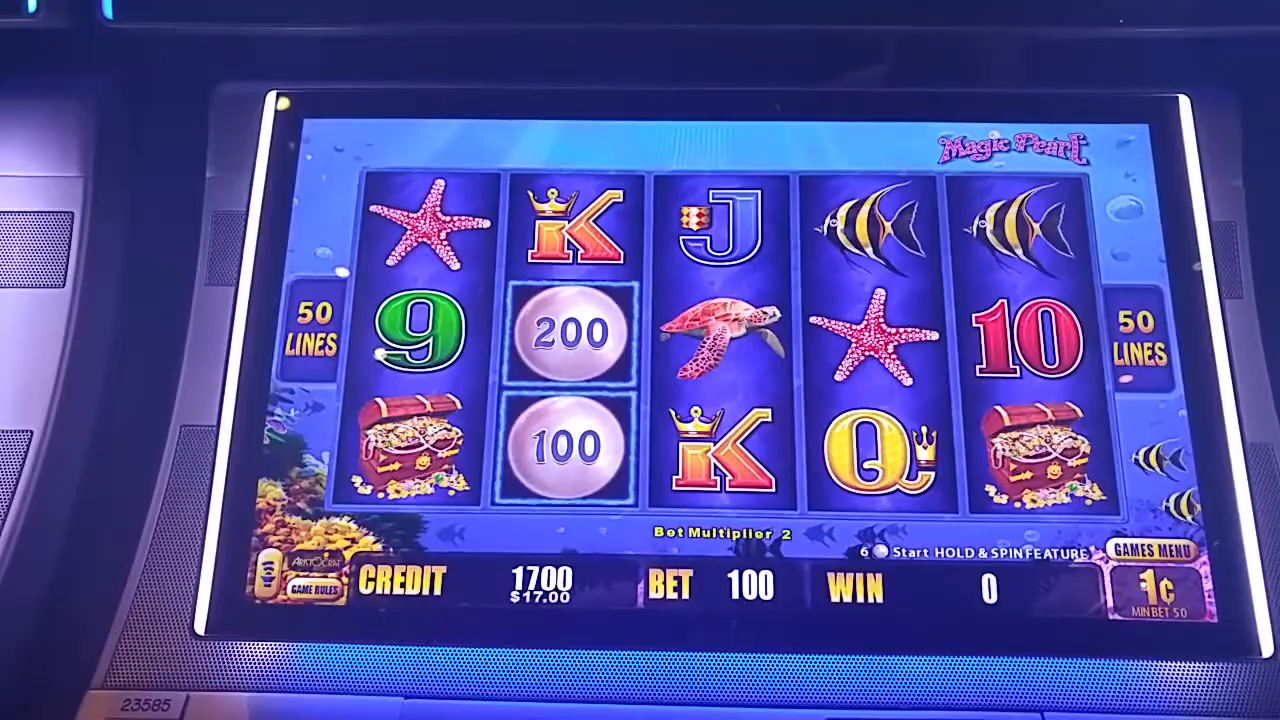 Magic Pearl
K
J
50
LINES
9
200
10
50
LINES
100
K
Q
Bet Multiplier 2
6 Start HOLD & SPIN FEATURE
GAMES MENU
ARISTOCRAT
GAME RULES
CREDIT
1700
$17.00
BET
100
WIN
0
1¢
MIN BET 50
23585